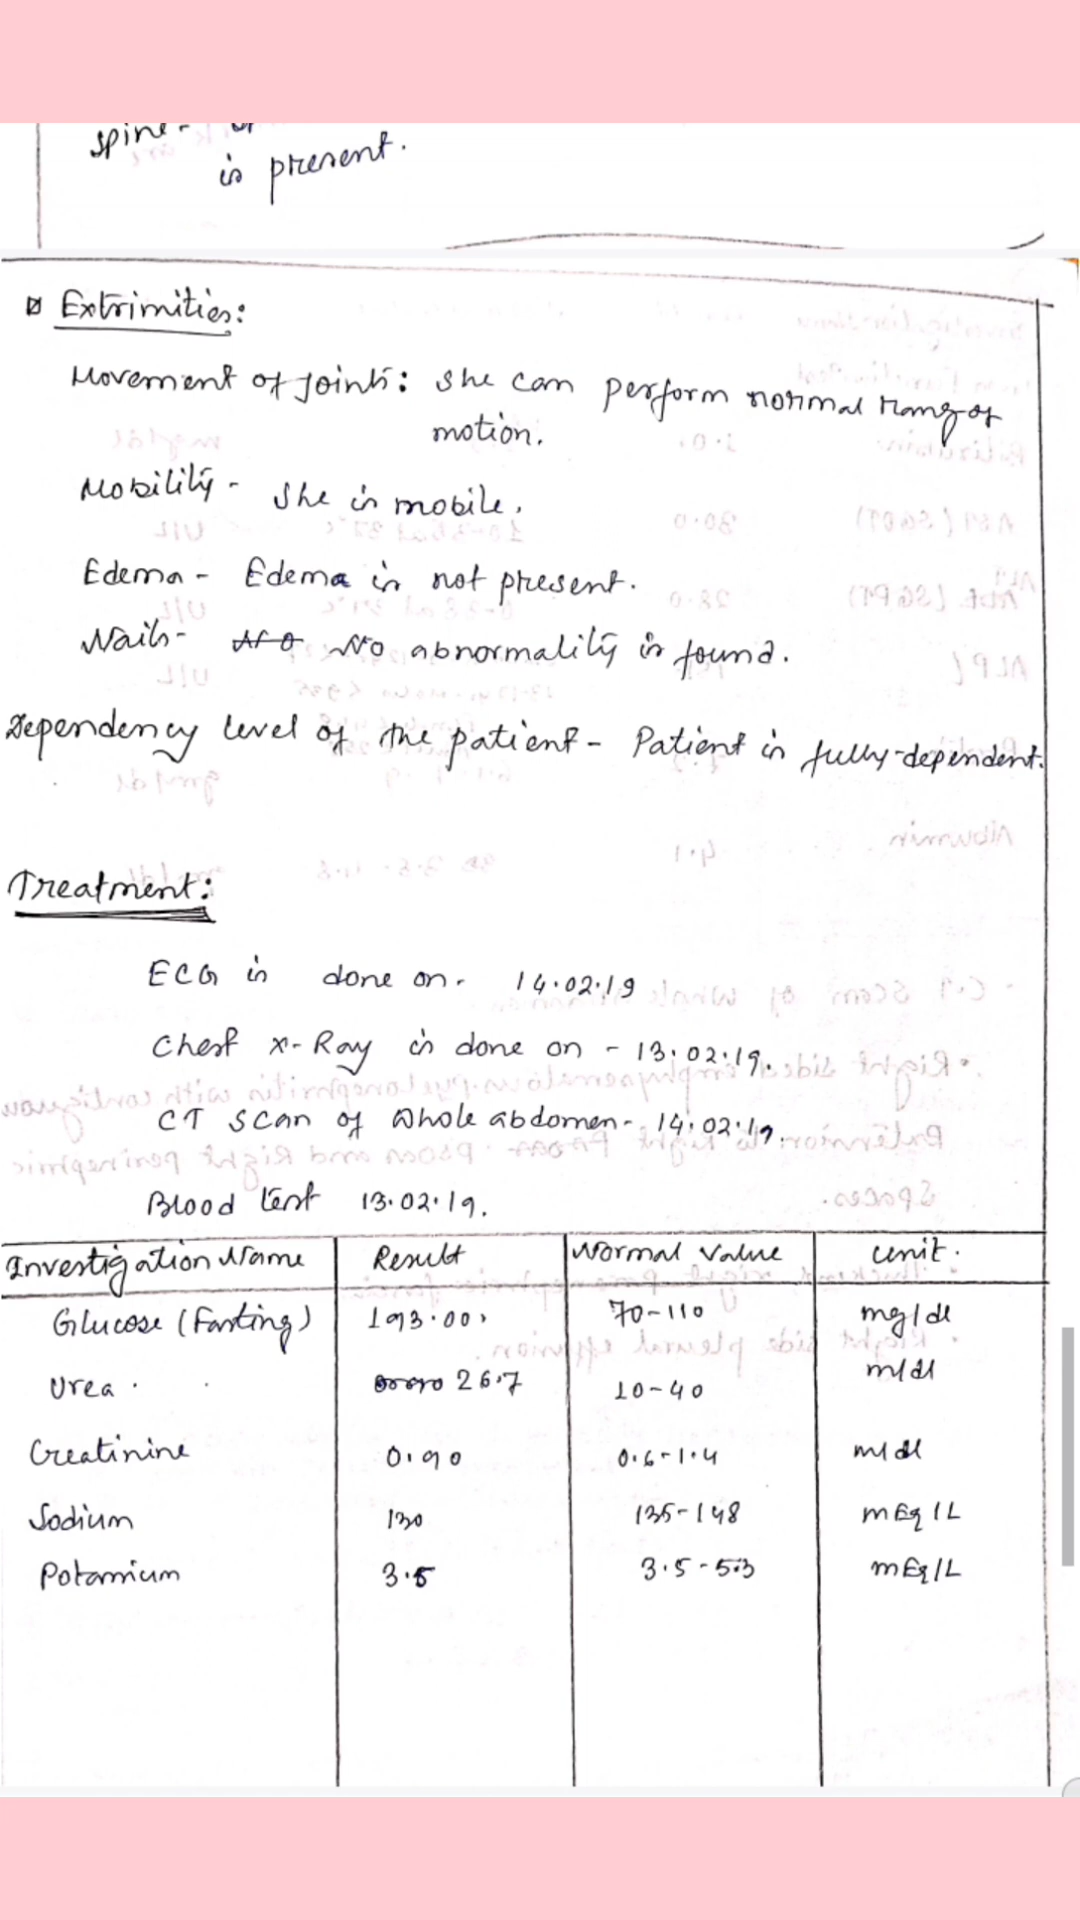 spine-
is present.
Extrimities:
Movement of joints: she can perform normal rang of
motion.
Mobility - she is mobile.
Edema - Edema is not present.
Nails- No No abnormality is found.
Dependency level of the patient - Patient is fully-dependent.
Treatment:
ECG is done on - 14.02.19
Chest x-Ray is done on - 13.02.19.
CT scan of whole abdomen - 14.02.19.
Blood test 13.02.19.
Investigation Name Result Normal value unit.
Glucose (Fasting) 193.00 70-110 mg/dl
Urea. 26.7 10-40 m/dl
Creatinine 0.90 0.6-1.4 m/dl
Sodium 130 135-148 mEq/L
Potassium 3.5 3.5-5.3 mEq/L